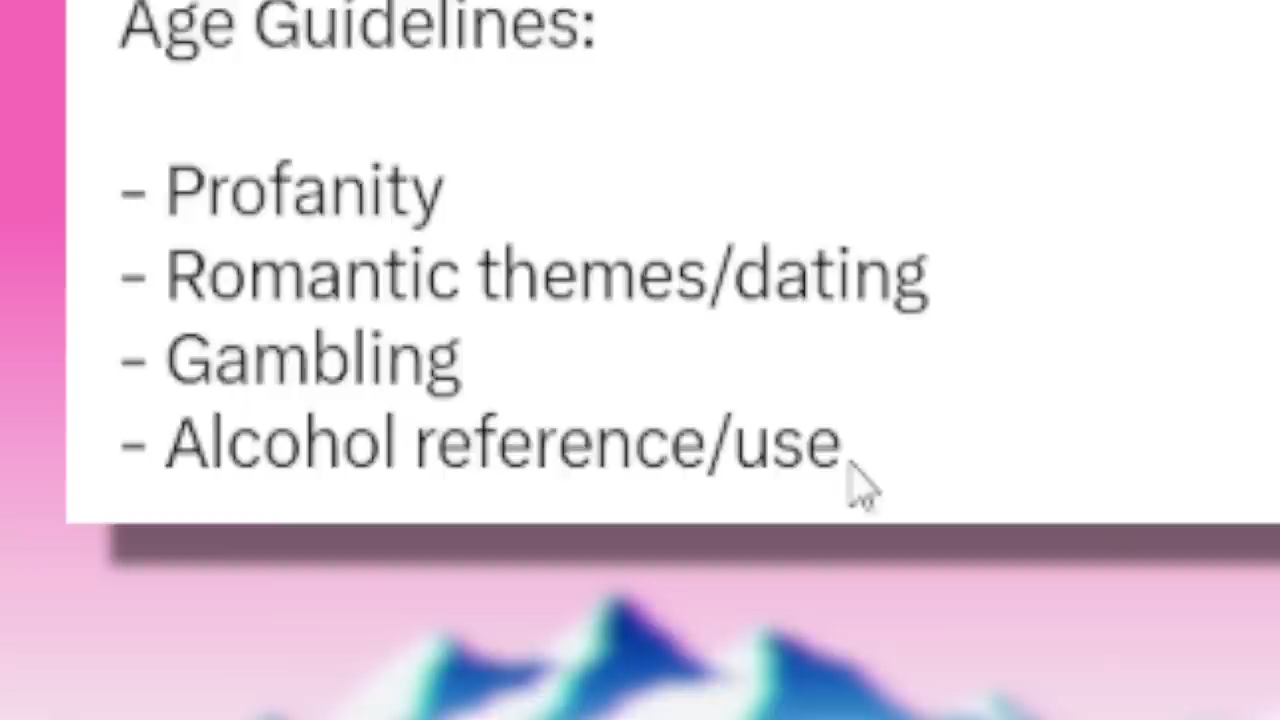 Age Guidelines:
- Profanity
- Romantic themes/dating
- Gambling
- Alcohol reference/use